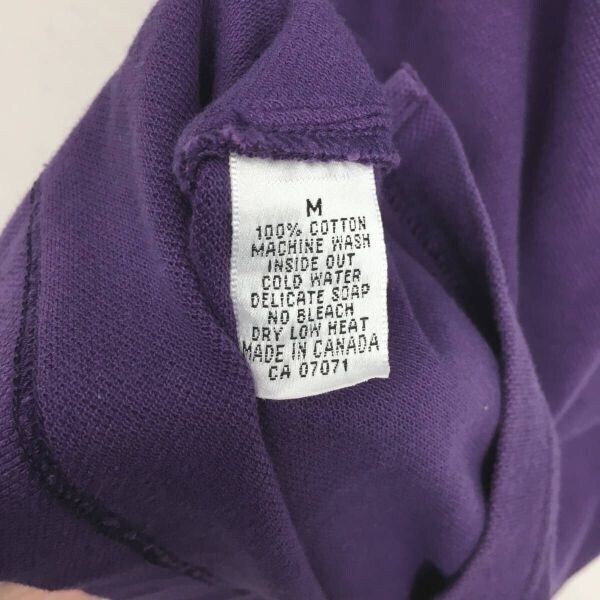 M
100% COTTON
MACHINE WASH
INSIDE OUT
COLD WATER
DELICATE SOAP
NO BLEACH
DRY LOW HEAT
MADE IN CANADA
CA 07071